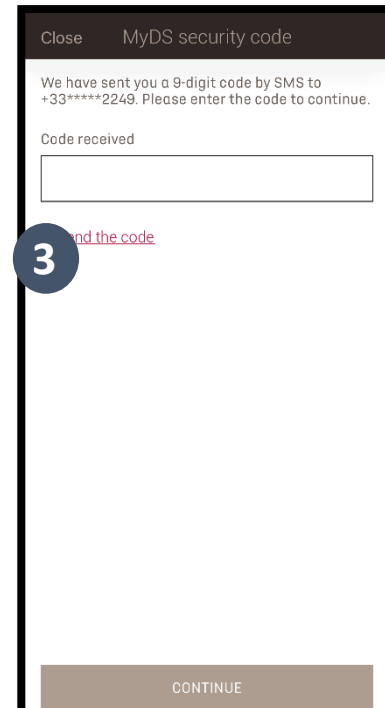 Close MyDS security code
We have sent you a 9-digit code by SMS to
+33*****2249. Please enter the code to continue.
Code received
3
the code
CONTINUE